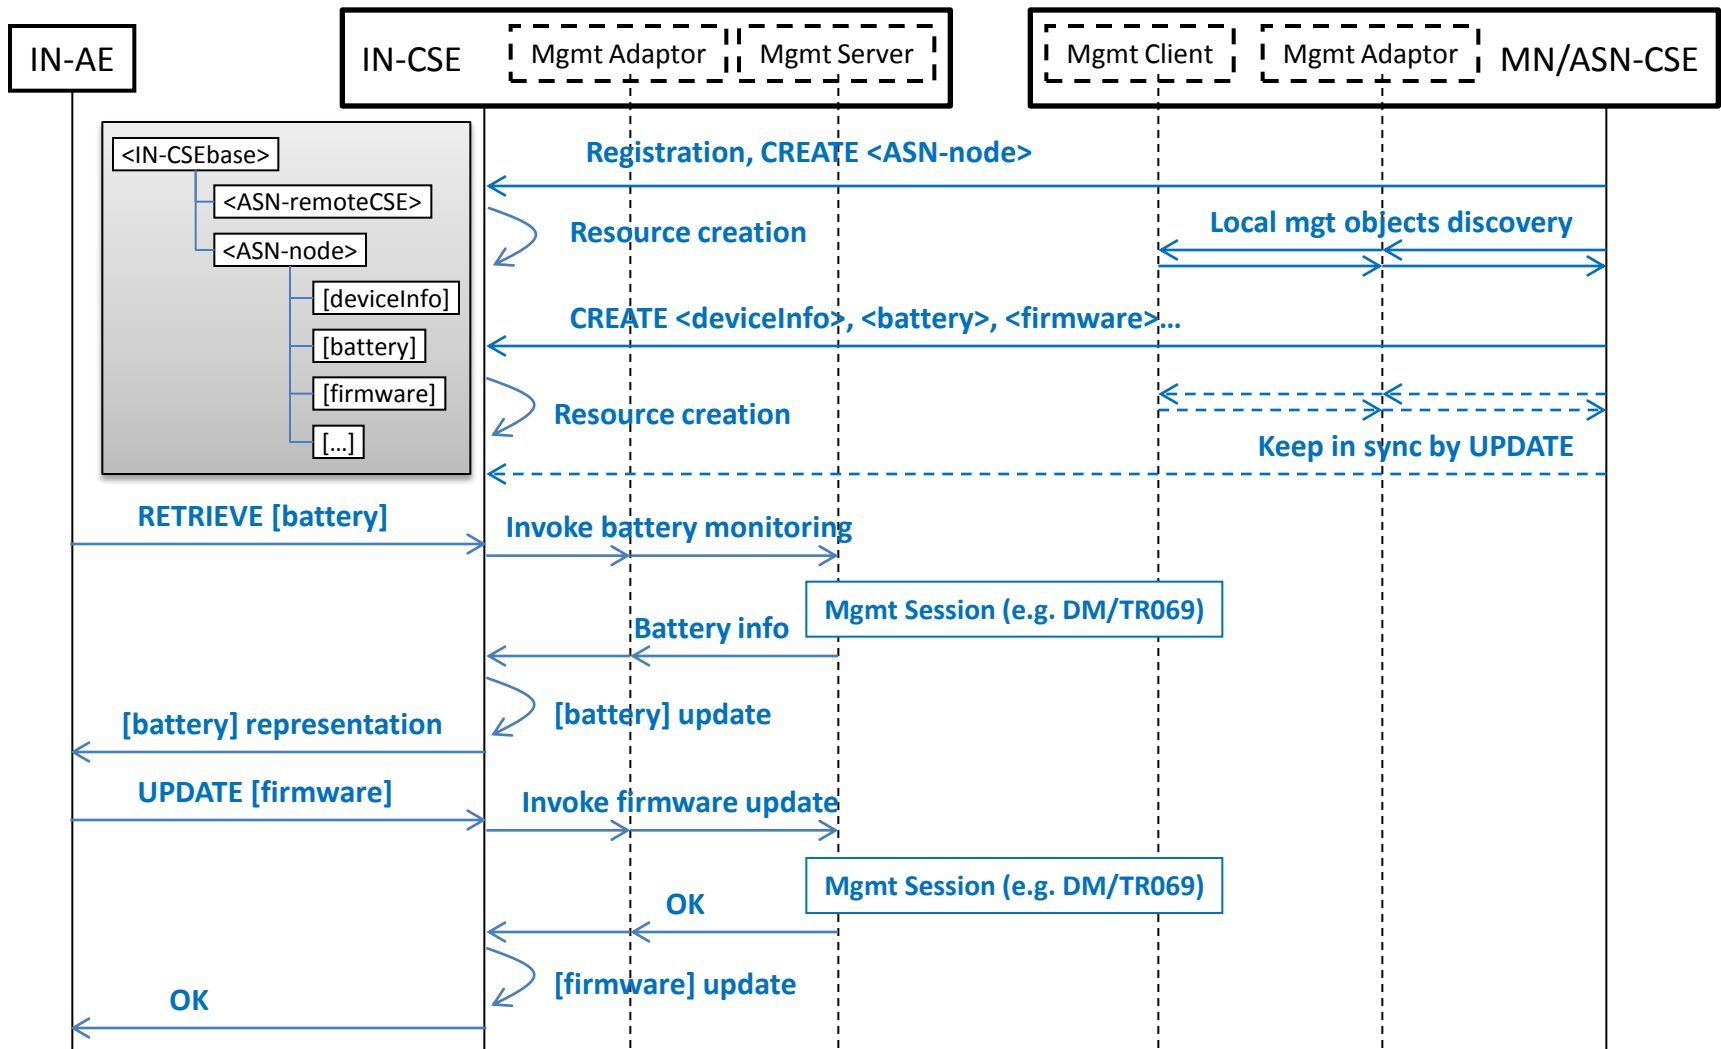 IN-AE
IN-CSE
Mgmt Adaptor
Mgmt Server
Mgmt Client
Mgmt Adaptor
MN/ASN-CSE
<IN-CSEbase>
<ASN-remoteCSE>
<ASN-node>
[deviceInfo]
[battery]
[firmware]
[...]
Registration, CREATE <ASN-node>
Resource creation
Local mgt objects discovery
CREATE <deviceInfo>, <battery>, <firmware>...
Resource creation
Keep in sync by UPDATE
RETRIEVE [battery]
Invoke battery monitoring
Mgmt Session (e.g. DM/TR069)
Battery info
[battery] update
[battery] representation
UPDATE [firmware]
Invoke firmware update
Mgmt Session (e.g. DM/TR069)
OK
[firmware] update
OK